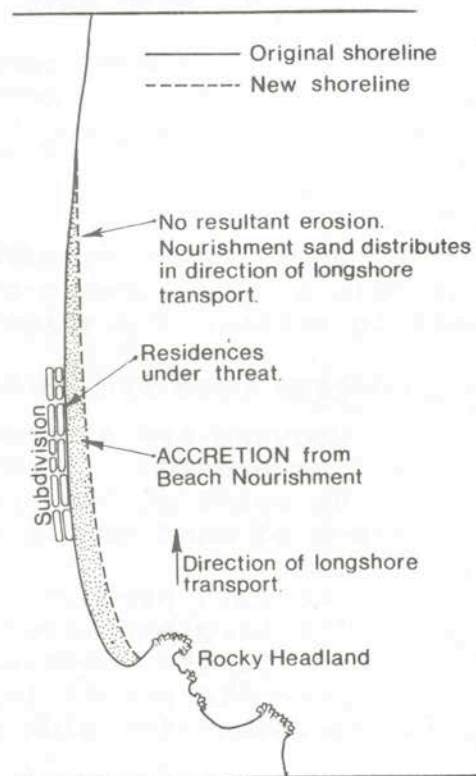 Original shoreline
New shoreline
No resultant erosion.
Nourishment sand distributes
in direction of longshore
transport.
Residences
under threat.
Subdivision
ACCRETION from
Beach Nourishment
Direction of longshore
transport.
Rocky Headland